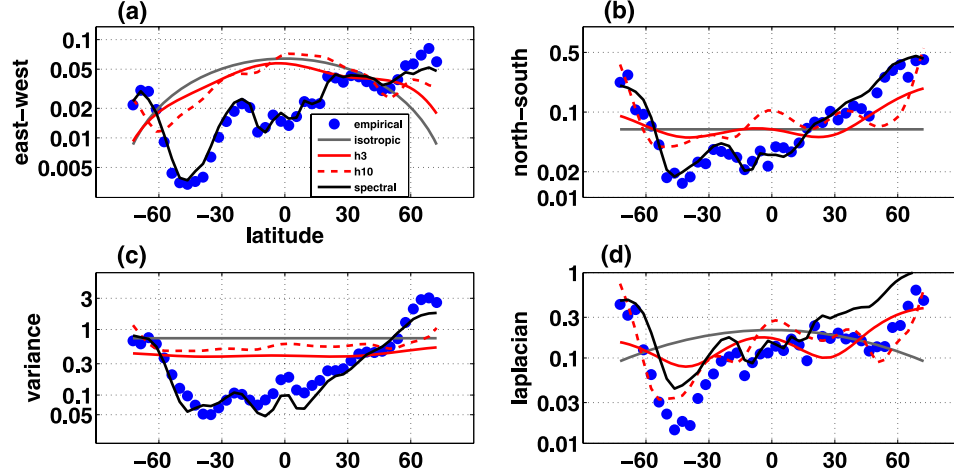 (a)
east−west
0.1
0.05
0.02
0.01
0.005
empirical
isotropic
h3
h10
spectral
−60 −30 0 30 60
latitude
(b)
north−south
0.5
0.1
0.02
0.01
−60 −30 0 30 60
(c)
variance
3
1
0.3
0.1
0.05
−60 −30 0 30 60
(d)
laplacian
1
0.3
0.1
0.03
0.01
−60 −30 0 30 60